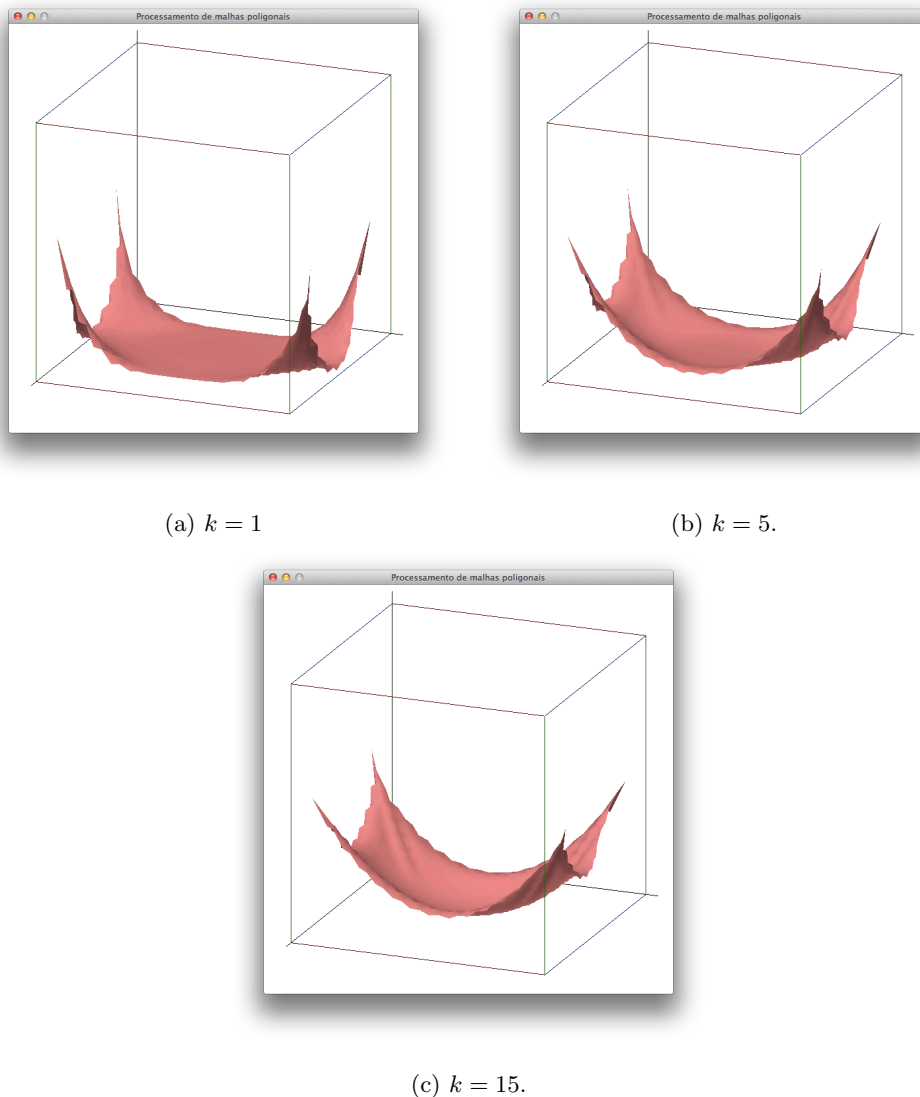 Processamento de malhas poligonais
Processamento de malhas poligonais
(a) k = 1
(b) k = 5.
Processamento de malhas poligonais
(c) k = 15.